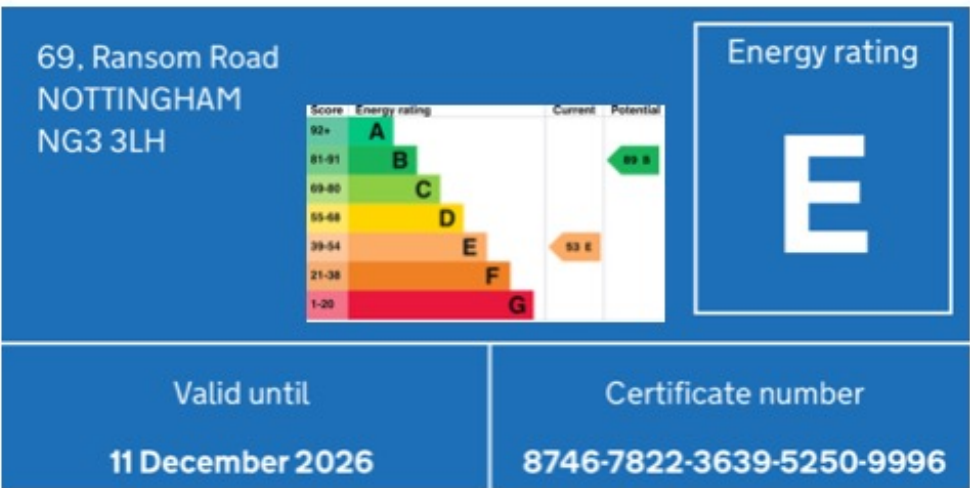 69, Ransom Road
NOTTINGHAM
NG3 3LH
Energy rating
E
Score Energy rating Current Potential
92+ A
81-91 B 89 B
69-80 C
55-68 D
39-54 E 53 E
21-38 F
1-20 G
Valid until
11 December 2026
Certificate number
8746-7822-3639-5250-9996